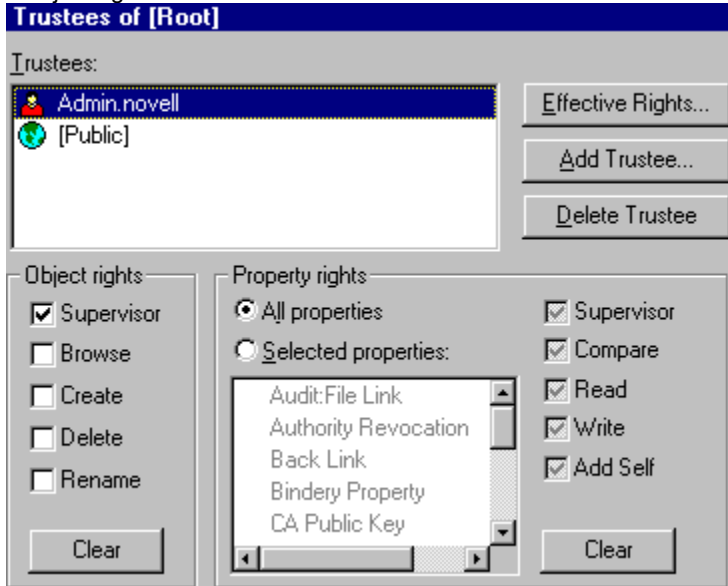 Trustees of [Root]
Trustees:
Admin.novell
[Public]
Effective Rights...
Add Trustee...
Delete Trustee
Object rights
Supervisor
Browse
Create
Delete
Rename
Clear
Property rights
All properties
Selected properties:
Audit:File Link
Authority Revocation
Back Link
Bindery Property
CA Public Key
Supervisor
Compare
Read
Write
Add Self
Clear